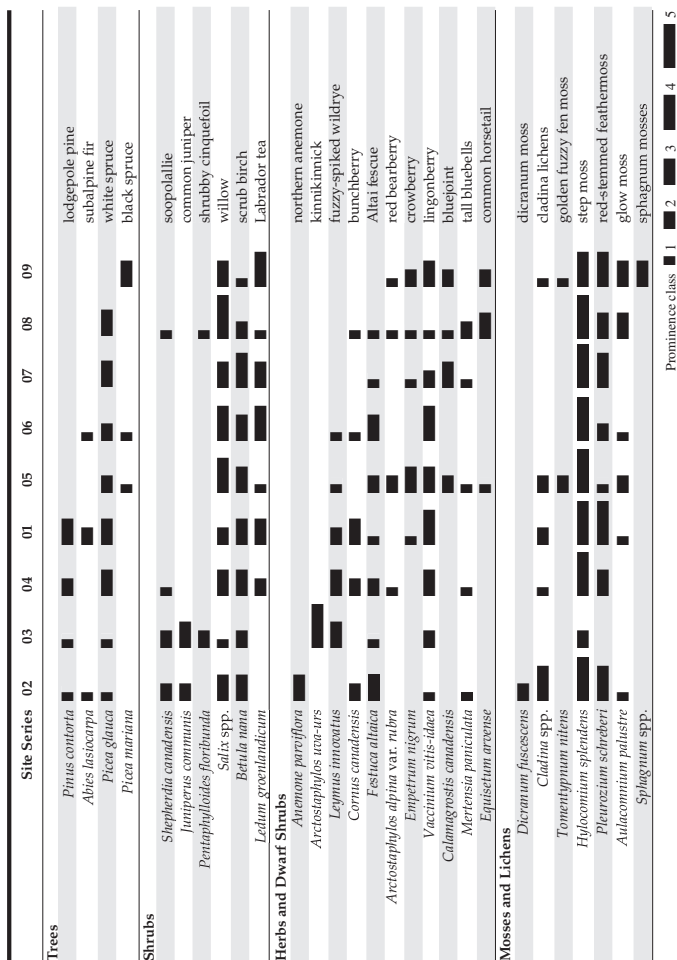 Site Series 02 03 04 01 05 06 07 08 09
Trees
Pinus contorta lodgepole pine
Abies lasiocarpa subalpine fir
Picea glauca white spruce
Picea mariana black spruce
Shrubs
Shepherdia canadensis soopolallie
Juniperus communis common juniper
Pentaphylloides floribunda shrubby cinquefoil
Salix spp. willow
Betula nana scrub birch
Ledum groenlandicum Labrador tea
Herbs and Dwarf Shrubs
Anemone parviflora northern anemone
Arctostaphylos uva-urs kinnikinnick
Leymus innovatus fuzzy-spiked wildrye
Cornus canadensis bunchberry
Festuca altaica Altai fescue
Arctostaphylos alpina var. rubra red bearberry
Empetrum nigrum crowberry
Vaccinium vitis-idaea lingonberry
Calamagrostis canadensis bluejoint
Mertensia paniculata tall bluebells
Equisetum arvense common horsetail
Mosses and Lichens
Dicranum fuscescens dicranum moss
Cladina spp. cladina lichens
Tomentypnum nitens golden fuzzy fen moss
Hylocomium splendens step moss
Pleurozium schreberi red-stemmed feathermoss
Aulacomnium palustre glow moss
Sphagnum spp. sphagnum mosses
Prominence class 1 2 3 4 5